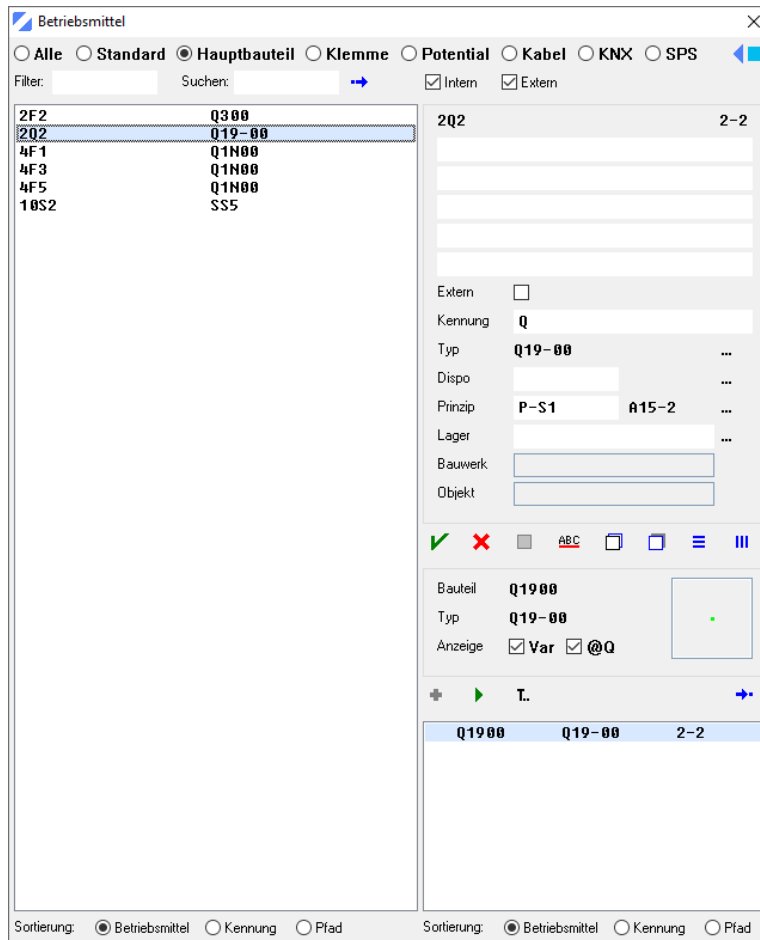 Betriebsmittel
Alle Standard Hauptbauteil Klemme Potential Kabel KNX SPS
Filter: Suchen: Intern Extern
2F2 Q300
2Q2 Q19-00
4F1 Q1N00
4F3 Q1N00
4F5 Q1N00
10S2 SS5
2Q2 2-2
Extern
Kennung Q
Typ Q19-00 ...
Dispo ...
Prinzip P-S1 A15-2 ...
Lager ...
Bauwerk
Objekt
ABC
Bauteil Q1900
Typ Q19-00
Anzeige Var @Q
T..
Q1900 Q19-00 2-2
Sortierung: Betriebsmittel Kennung Pfad
Sortierung: Betriebsmittel Kennung Pfad